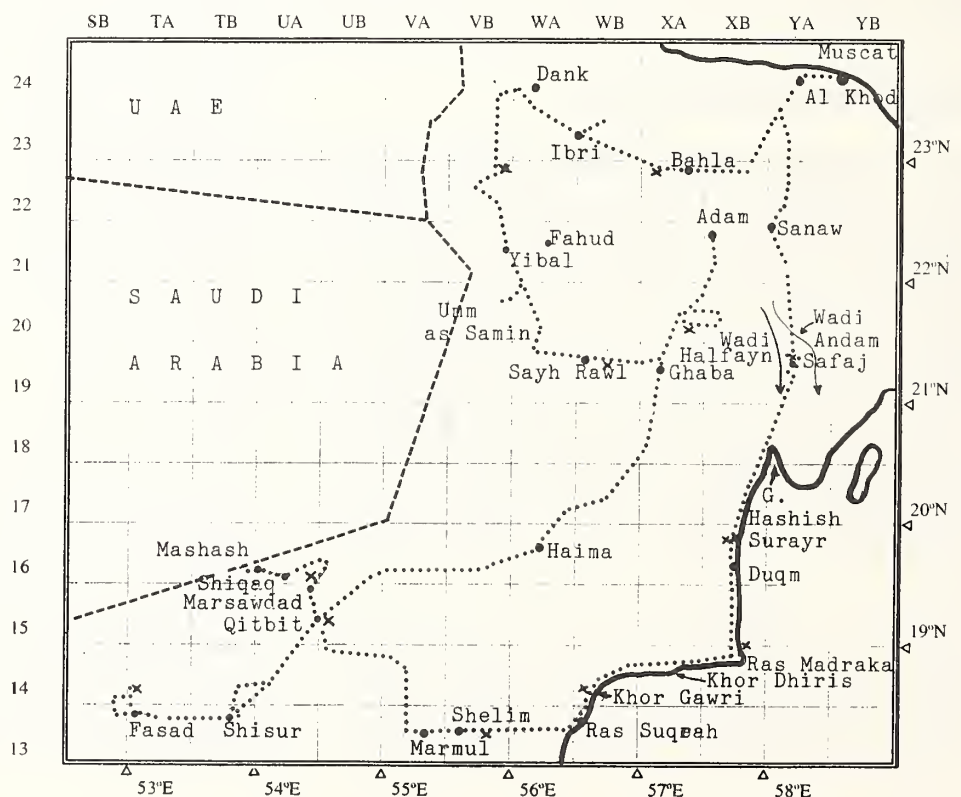 SB TA TB UA UB VA VB WA WB XA XB YA YB
Muscat
24
Dank
Al Khod
U A E
23
Ibri
Bahla
23°N
22
Adam
Sanaw
Fahud
Yibal
21
22°N
S A U D I
Umm
as Samin
20
Wadi
Halfayn
Wadi
Andam
A R A B I A
Sayh Rawl
Ghaba
Safaj
19
21°N
18
G.
Hashish
17
20°N
Surayr
Mashash
Haima
16
Shiqaq
Duqm
Marsawdad
Qitbit
15
19°N
Ras Madraka
Khor Dhiris
14
Khor Gawri
Fasad
Shisur
Shelim
Ras Suqrah
Marmul
13
53°E 54°E 55°E 56°E 57°E 58°E